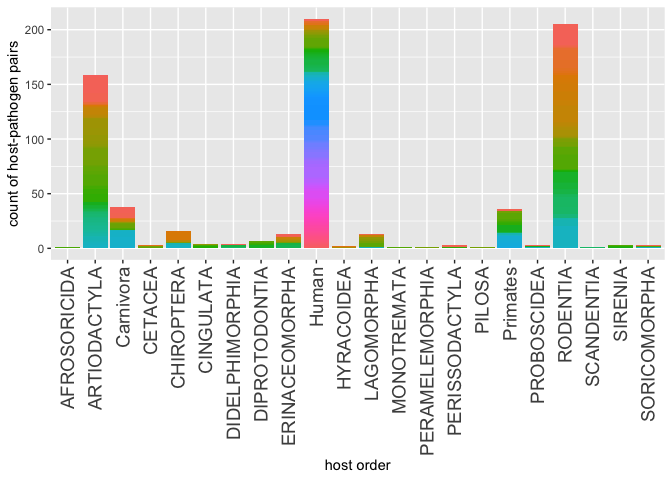 count of host-pathogen pairs
200
150
100
50
0
AFROSORICIDA
ARTIODACTYLA
Carnivora
CETACEA
CHIROPTERA
CINGULATA
DIDELPHIMORPHIA
DIPROTODONTIA
ERINACEOMORPHA
Human
HYRACOIDEA
LAGOMORPHA
MONOTREMATA
PERAMELEMORPHIA
PERISSODACTYLA
PILOSA
Primates
PROBOSCIDEA
RODENTIA
SCANDENTIA
SIRENIA
SORICOMORPHA
host order